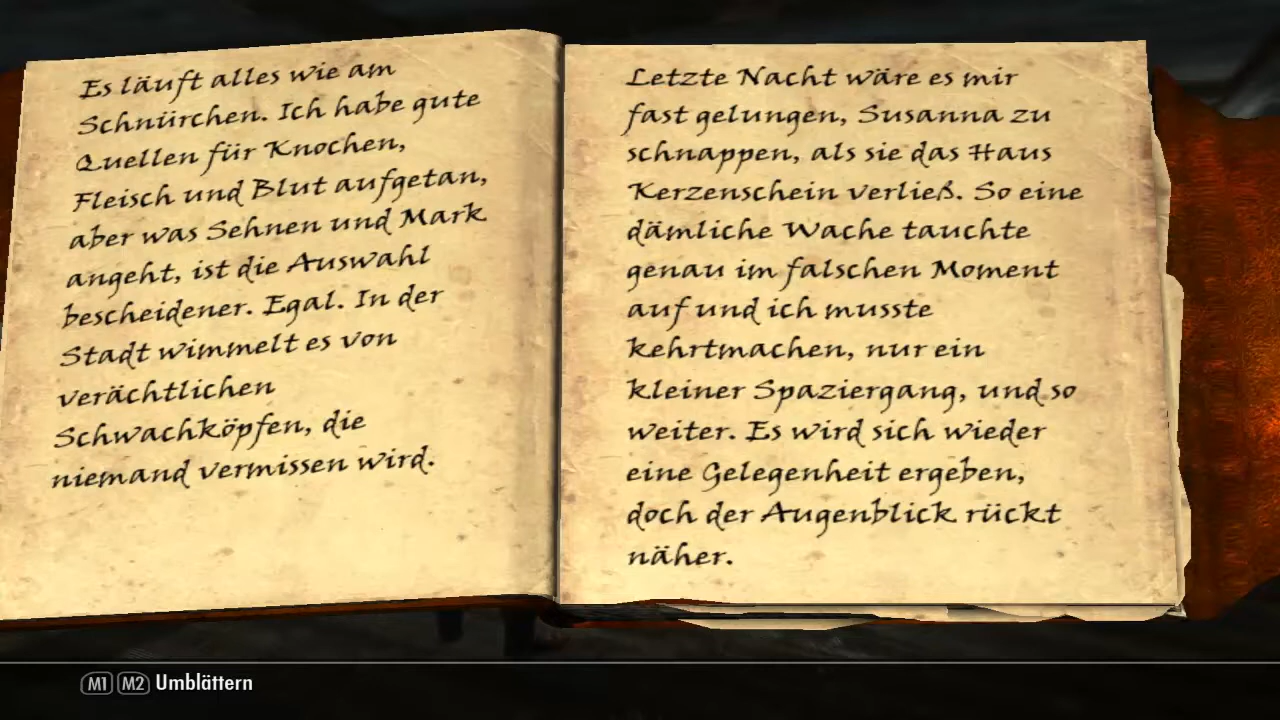 Es läuft alles wie am
Schnürchen. Ich habe gute
Quellen für Knochen,
Fleisch und Blut aufgetan,
aber was Sehnen und Mark
angeht, ist die Auswahl
bescheidener. Egal. In der
Stadt wimmelt es von
verächtlichen
Schwachköpfen, die
niemand vermissen wird.
Letzte Nacht wäre es mir
fast gelungen, Susanna zu
schnappen, als sie das Haus
Kerzenschein verließ. So eine
dämliche Wache tauchte
genau im falschen Moment
auf und ich musste
kehrtmachen, nur ein
kleiner Spaziergang, und so
weiter. Es wird sich wieder
eine Gelegenheit ergeben,
doch der Augenblick rückt
näher.
M1 M2 Umblättern